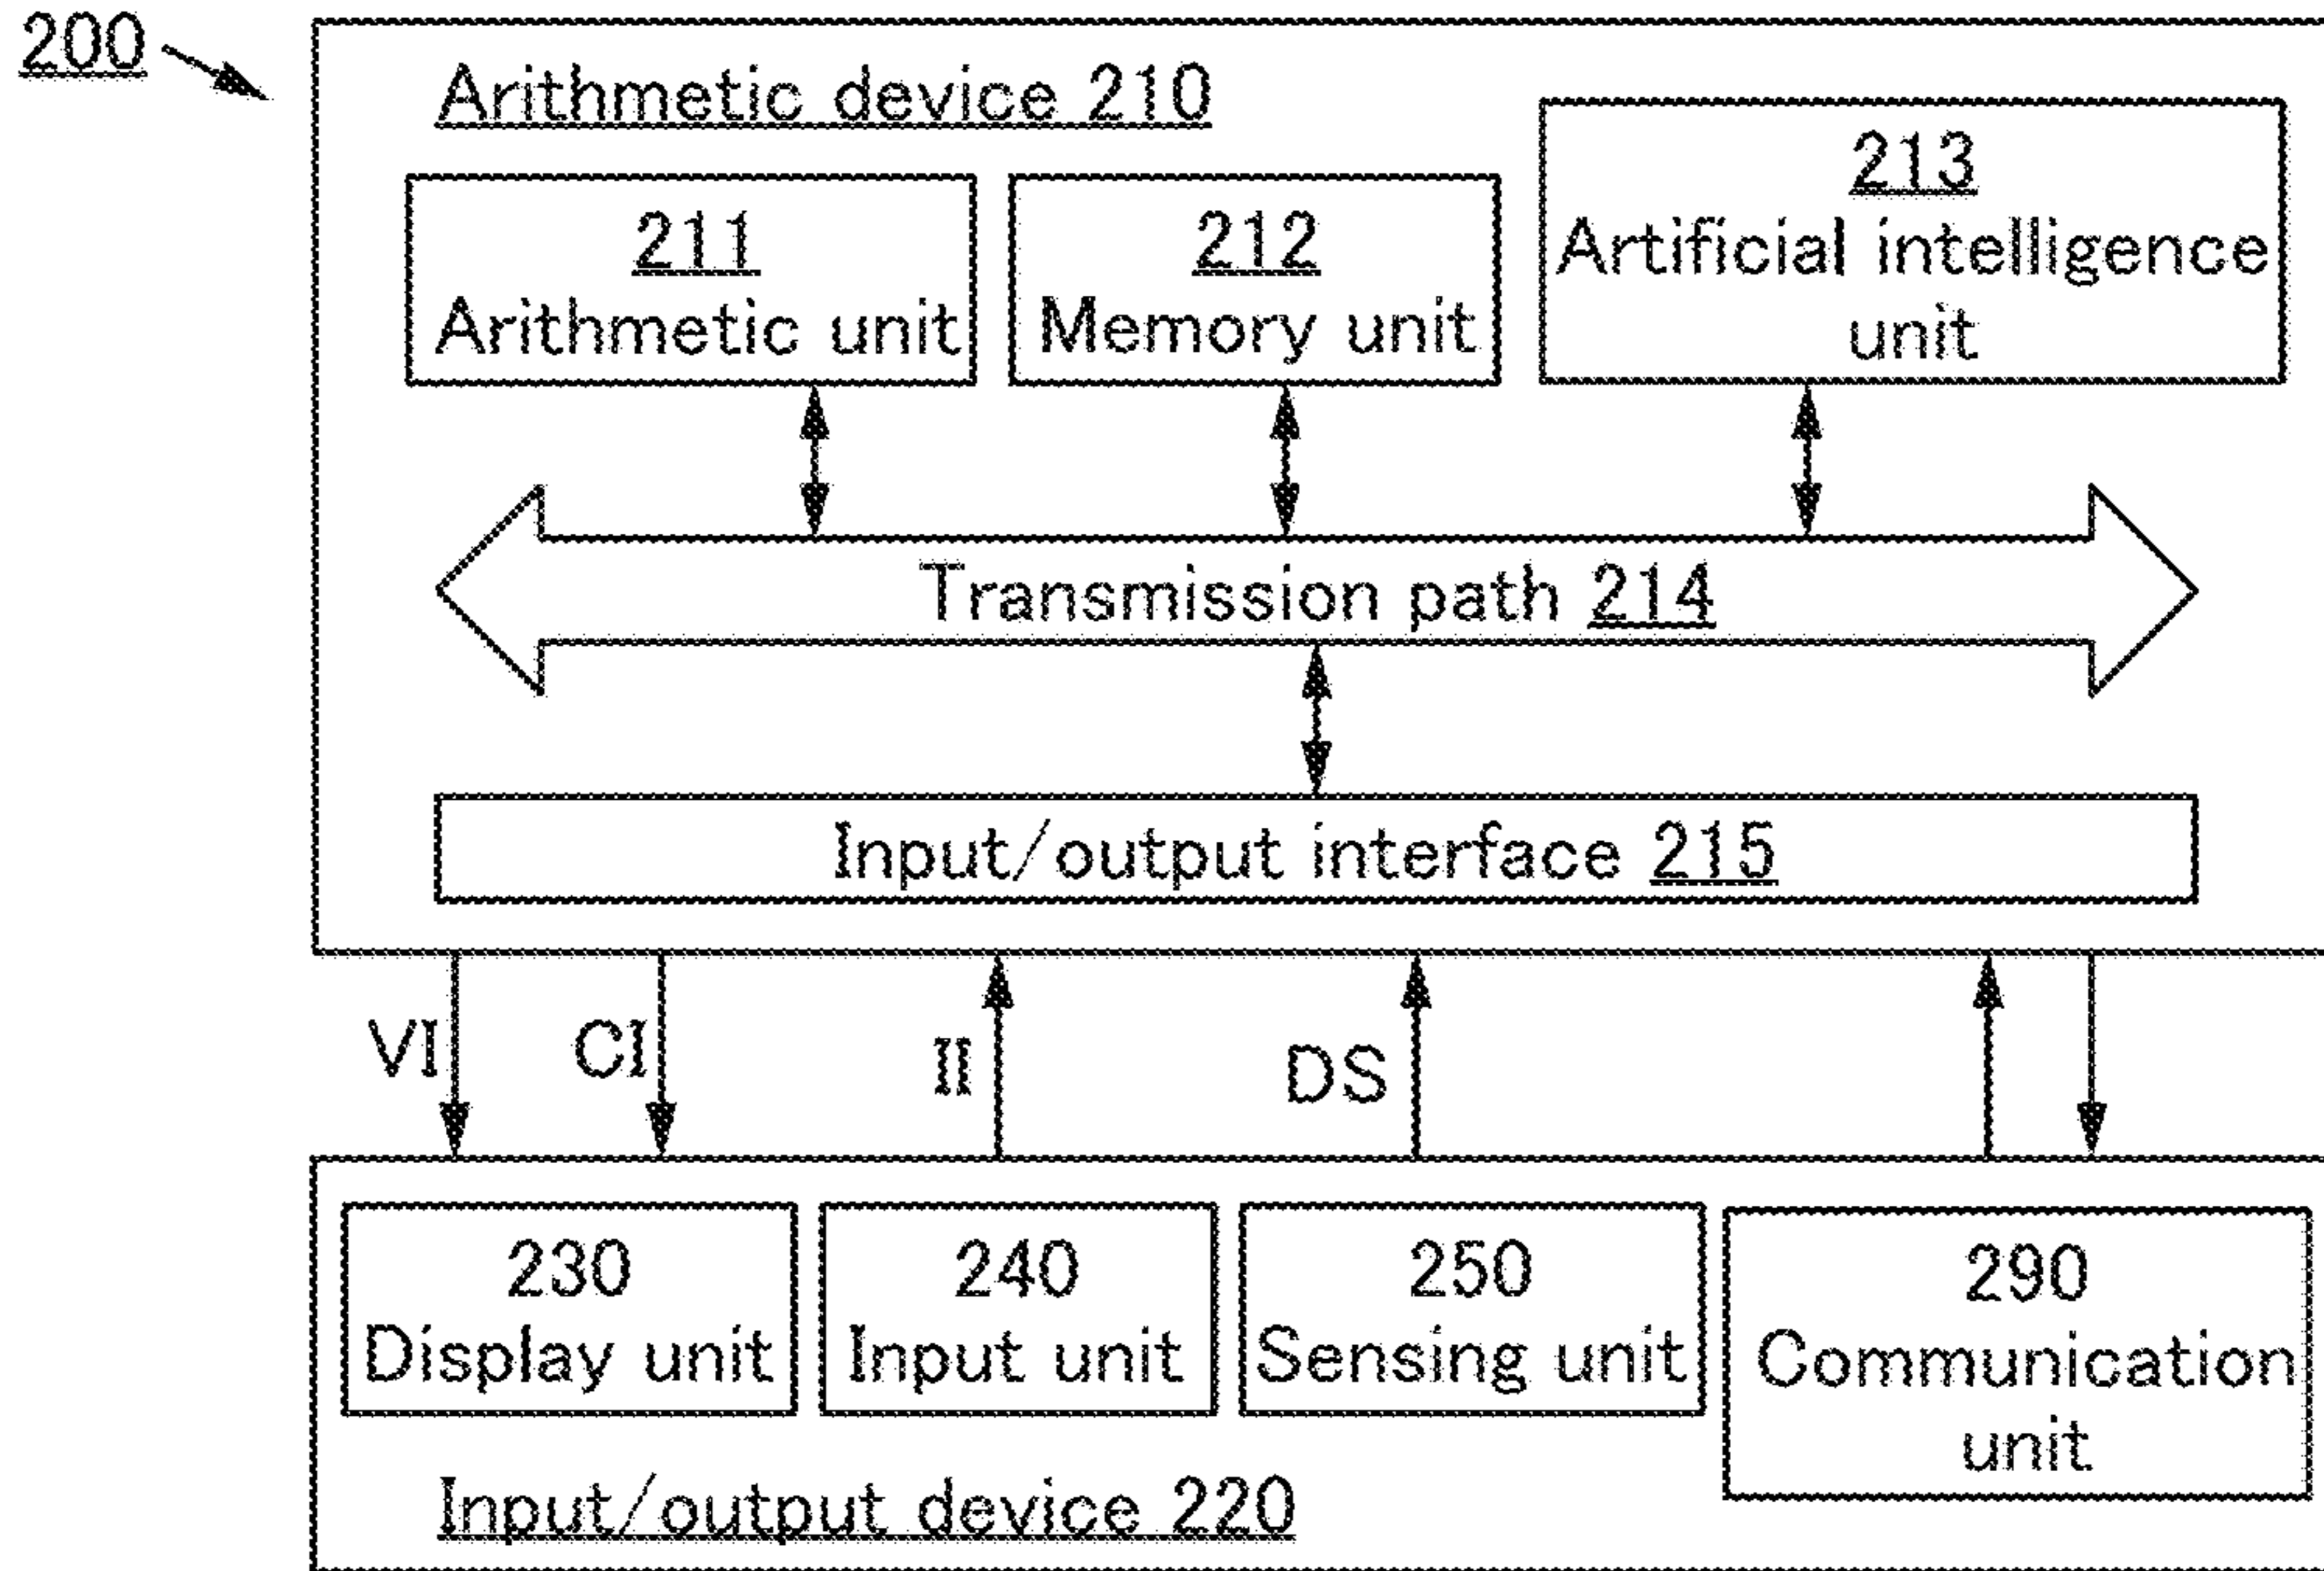 200
Arithmetic device 210
211
Arithmetic unit
212
Memory unit
213
Artificial intelligence
unit
Transmission path 214
Input/output interface 215
VI
CI
II
DS
230
Display unit
240
Input unit
250
Sensing unit
290
Communication
unit
Input/output device 220